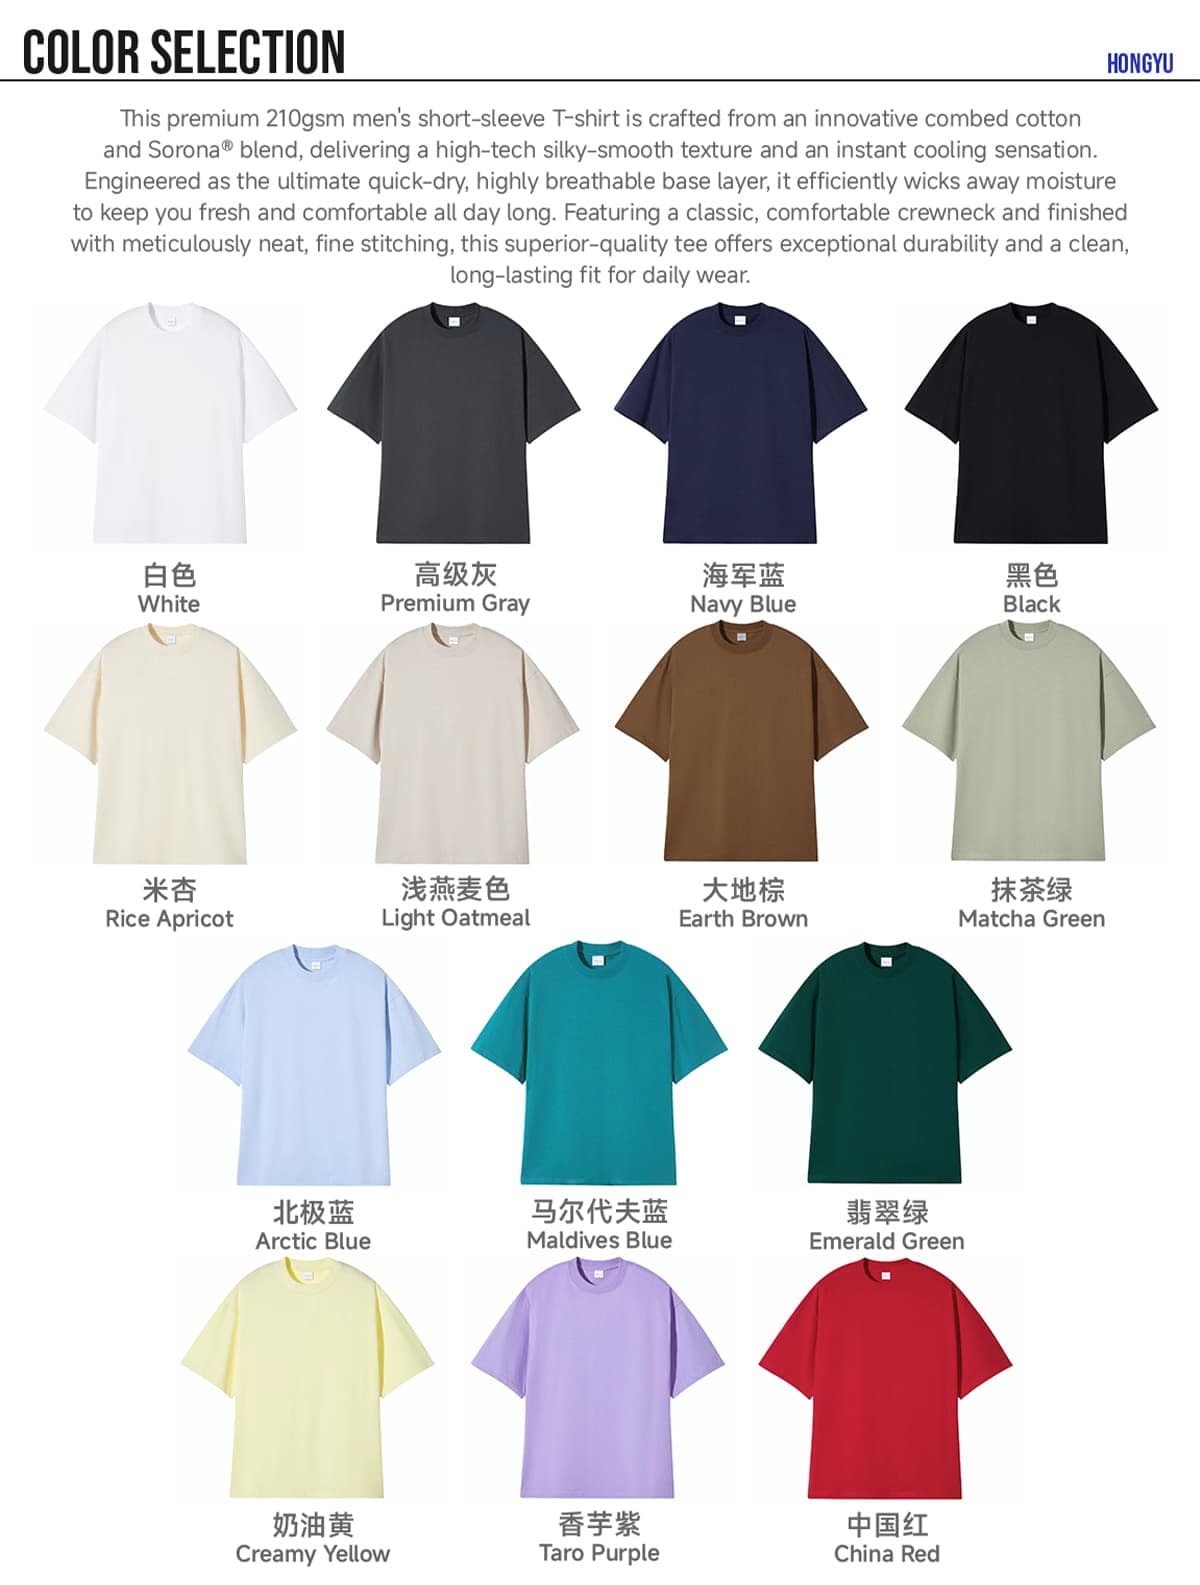 COLOR SELECTION
HONGYU
This premium 210gsm men's short-sleeve T-shirt is crafted from an innovative combed cotton
and Sorona® blend, delivering a high-tech silky-smooth texture and an instant cooling sensation.
Engineered as the ultimate quick-dry, highly breathable base layer, it efficiently wicks away moisture
to keep you fresh and comfortable all day long. Featuring a classic, comfortable crewneck and finished
with meticulously neat, fine stitching, this superior-quality tee offers exceptional durability and a clean,
long-lasting fit for daily wear.
白色
White
高级灰
Premium Gray
海军蓝
Navy Blue
黑色
Black
米杏
Rice Apricot
浅燕麦色
Light Oatmeal
大地棕
Earth Brown
抹茶绿
Matcha Green
北极蓝
Arctic Blue
马尔代夫蓝
Maldives Blue
翡翠绿
Emerald Green
奶油黄
Creamy Yellow
香芋紫
Taro Purple
中国红
China Red